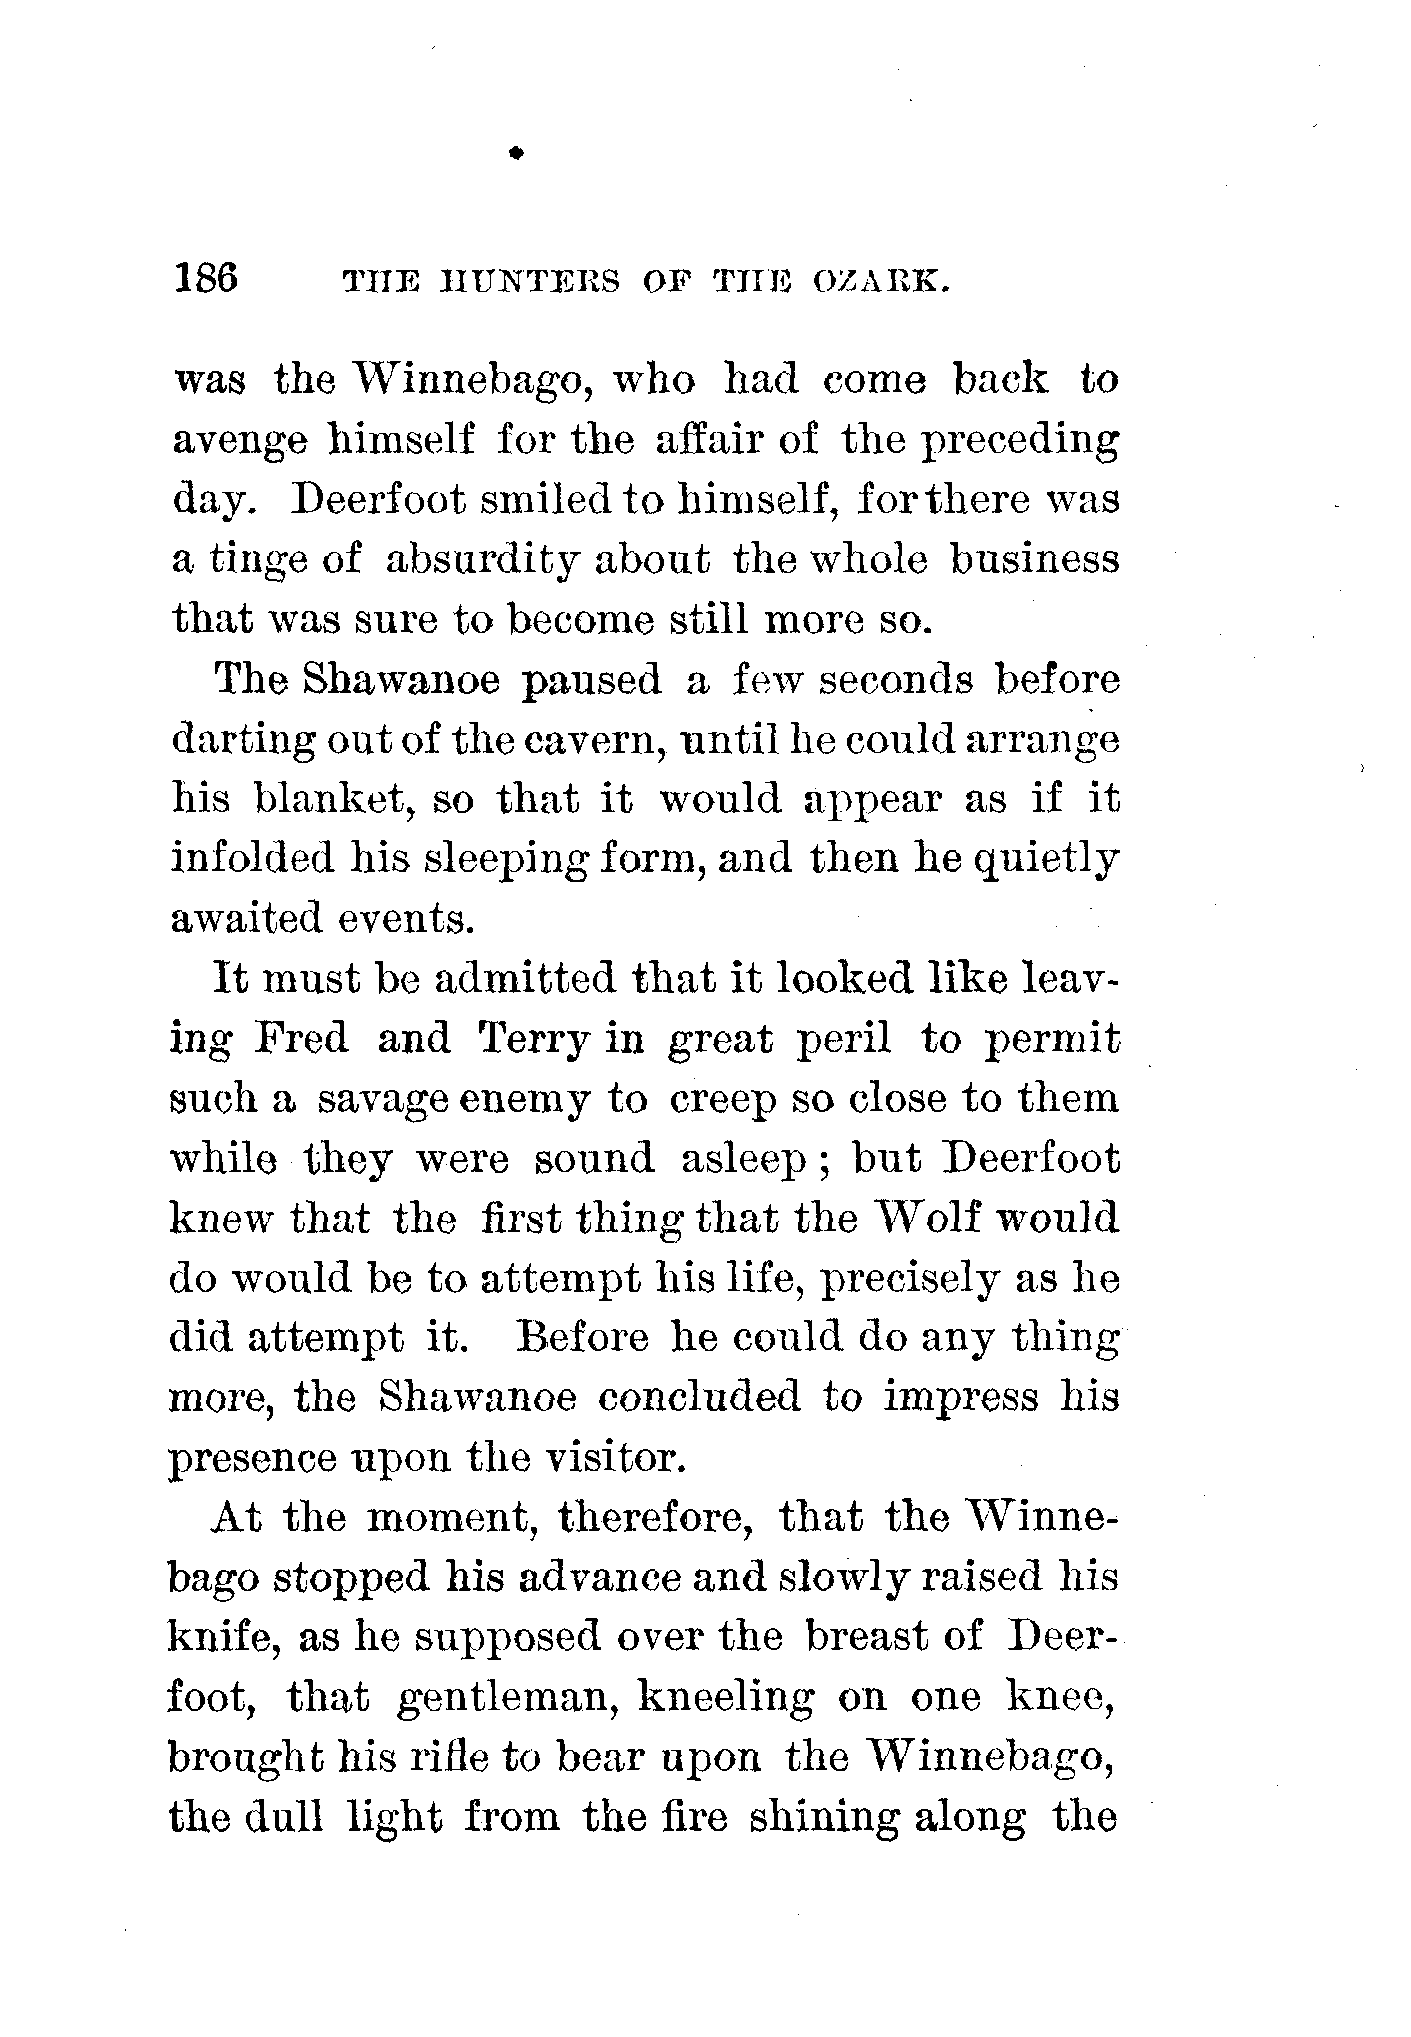 186 THE HUNTERS OF THE OZARK.
was the Winnebago, who had come back to
avenge himself for the affair of the preceding
day. Deerfoot smiled to himself, for there was
a tinge of absurdity about the whole business
that was sure to become still more so.
The Shawanoe paused a few seconds before
darting out of the cavern, until he could arrange
his blanket, so that it would appear as if it
infolded his sleeping form, and then he quietly
awaited events.
It must be admitted that it looked like leav-
ing Fred and Terry in great peril to permit
such a savage enemy to creep so close to them
while they were sound asleep ; but Deerfoot
knew that the first thing that the Wolf would
do would be to attempt his life, precisely as he
did attempt it. Before he could do any thing
more, the Shawanoe concluded to impress his
presence upon the visitor.
At the moment, therefore, that the Winne-
bago stopped his advance and slowly raised his
knife, as he supposed over the breast of Deer-
foot, that gentleman, kneeling on one knee,
brought his rifle to bear upon the Winnebago,
the dull light from the fire shining along the